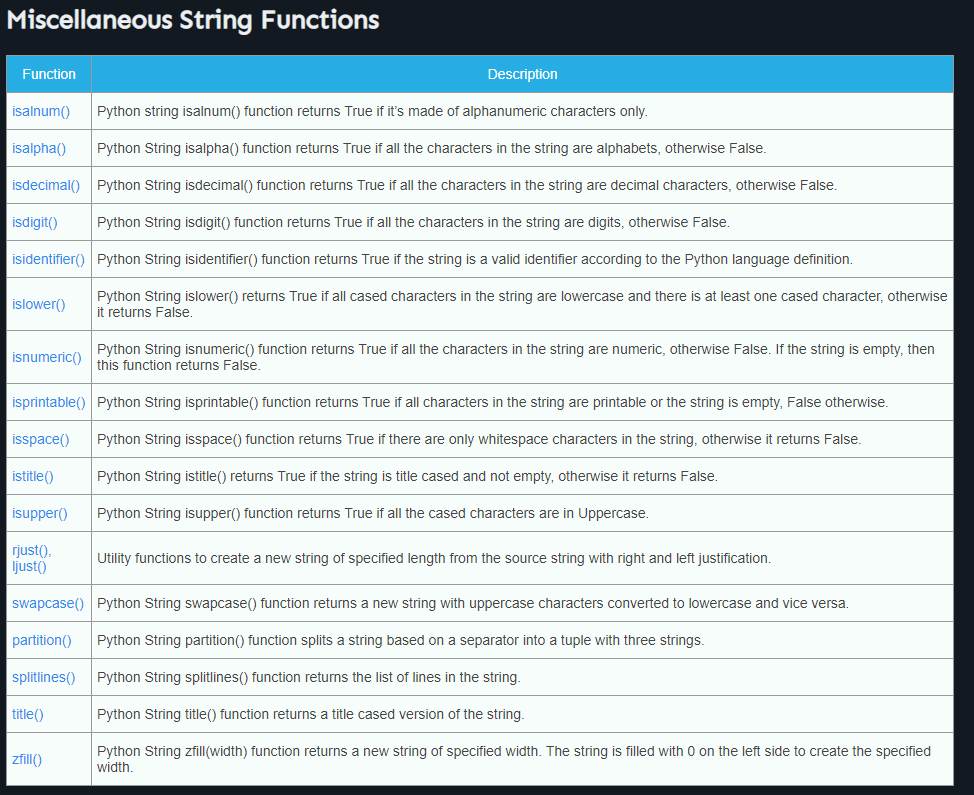 Miscellaneous String Functions
Function Description
isalnum() Python string isalnum() function returns True if it's made of alphanumeric characters only.
isalpha() Python String isalpha() function returns True if all the characters in the string are alphabets, otherwise False.
isdecimal() Python String isdecimal() function returns True if all the characters in the string are decimal characters, otherwise False.
isdigit() Python String isdigit() function returns True if all the characters in the string are digits, otherwise False.
isidentifier() Python String isidentifier() function returns True if the string is a valid identifier according to the Python language definition.
islower() Python String islower() returns True if all cased characters in the string are lowercase and there is at least one cased character, otherwise
it returns False.
isnumeric() Python String isnumeric() function returns True if all the characters in the string are numeric, otherwise False. If the string is empty, then
this function returns False.
isprintable() Python String isprintable() function returns True if all characters in the string are printable or the string is empty, False otherwise.
isspace() Python String isspace() function returns True if there are only whitespace characters in the string, otherwise it returns False.
istitle() Python String istitle() returns True if the string is title cased and not empty, otherwise it returns False.
isupper() Python String isupper() function returns True if all the cased characters are in Uppercase.
rjust(),
ljust()
Utility functions to create a new string of specified length from the source string with right and left justification.
swapcase() Python String swapcase() function returns a new string with uppercase characters converted to lowercase and vice versa.
partition() Python String partition() function splits a string based on a separator into a tuple with three strings.
splitlines() Python String splitlines() function returns the list of lines in the string.
title() Python String title() function returns a title cased version of the string.
zfill() Python String zfill(width) function returns a new string of specified width. The string is filled with 0 on the left side to create the specified
width.